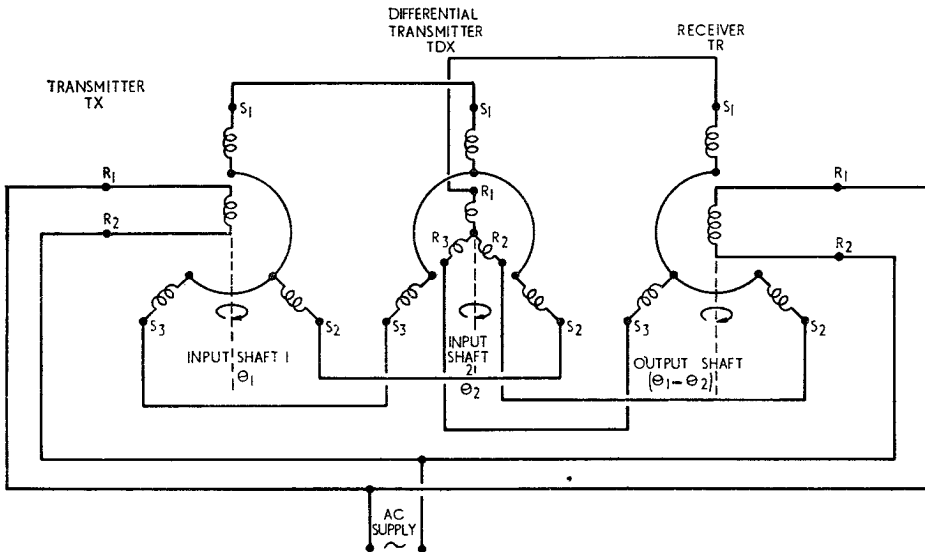 TRANSMITTER
TX
DIFFERENTIAL
TRANSMITTER
TDX
RECEIVER
TR
S1
S1
S1
R1
R2
R1
R3
R2
R1
R2
S3
S2
S3
S2
S3
S2
INPUT SHAFT 1
θ1
INPUT
SHAFT
2
θ2
OUTPUT SHAFT
(θ1-θ2)
AC
SUPPLY
~